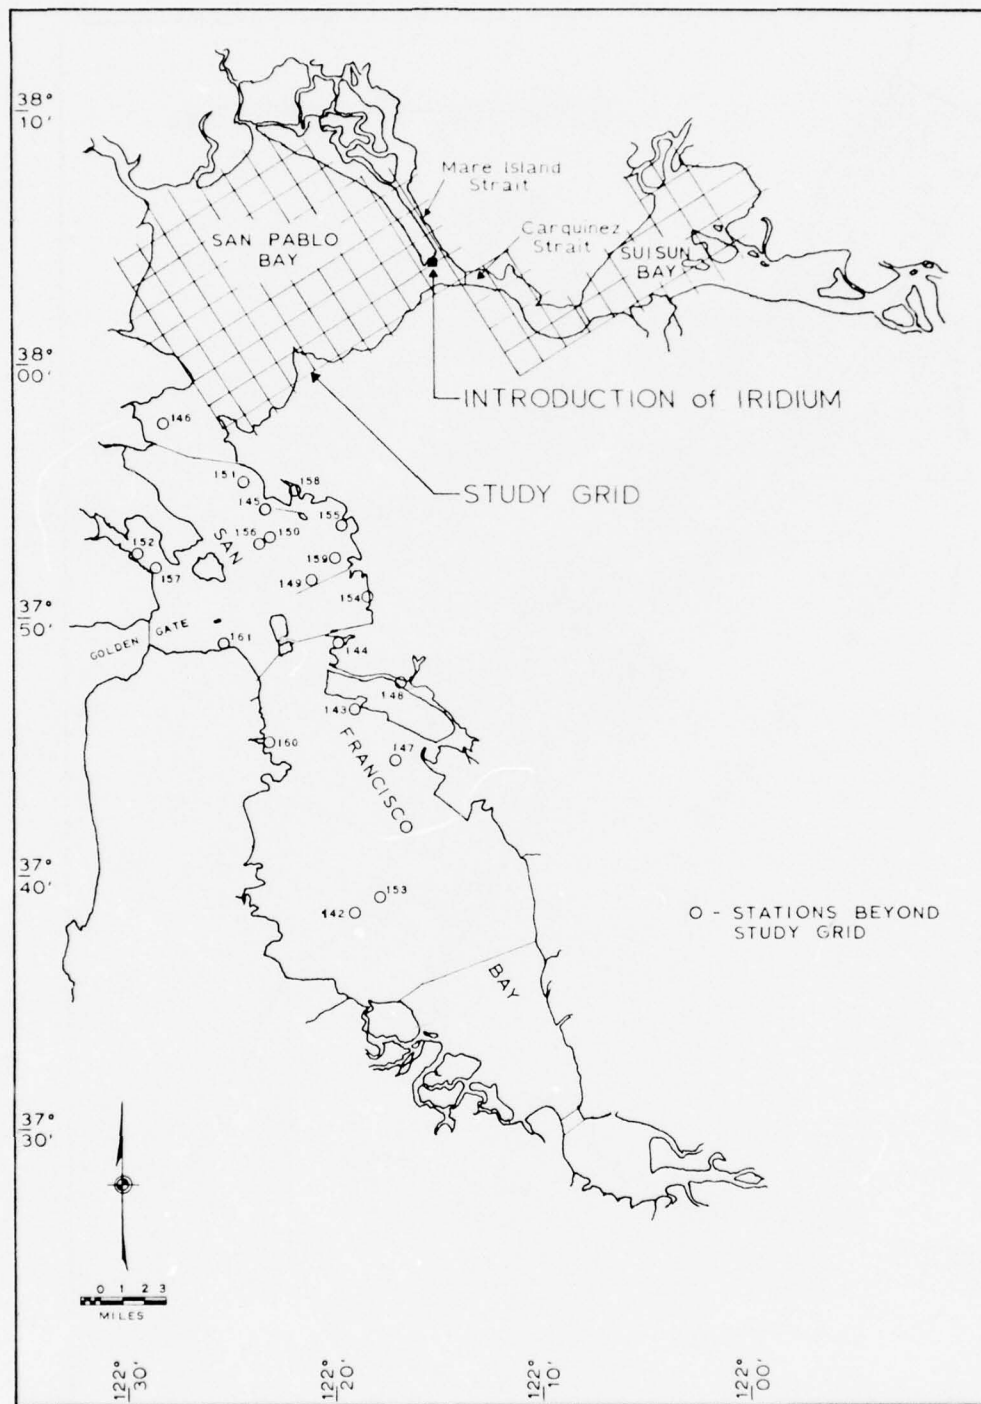 38°
10'
Mare Island
Strait
Carquinez
Strait
SAN PABLO
BAY
SUISUN
BAY
38°
00'
INTRODUCTION of IRIDIUM
STUDY GRID
146
151
158
145
155
156
150
SAN
152
159
157
149
154
37°
50'
GOLDEN GATE
161
144
148
143
160
147
FRANCISCO
37°
40'
153
142
O - STATIONS BEYOND
STUDY GRID
BAY
37°
30'
0 1 2 3
MILES
122°
30'
122°
20'
122°
10'
122°
00'